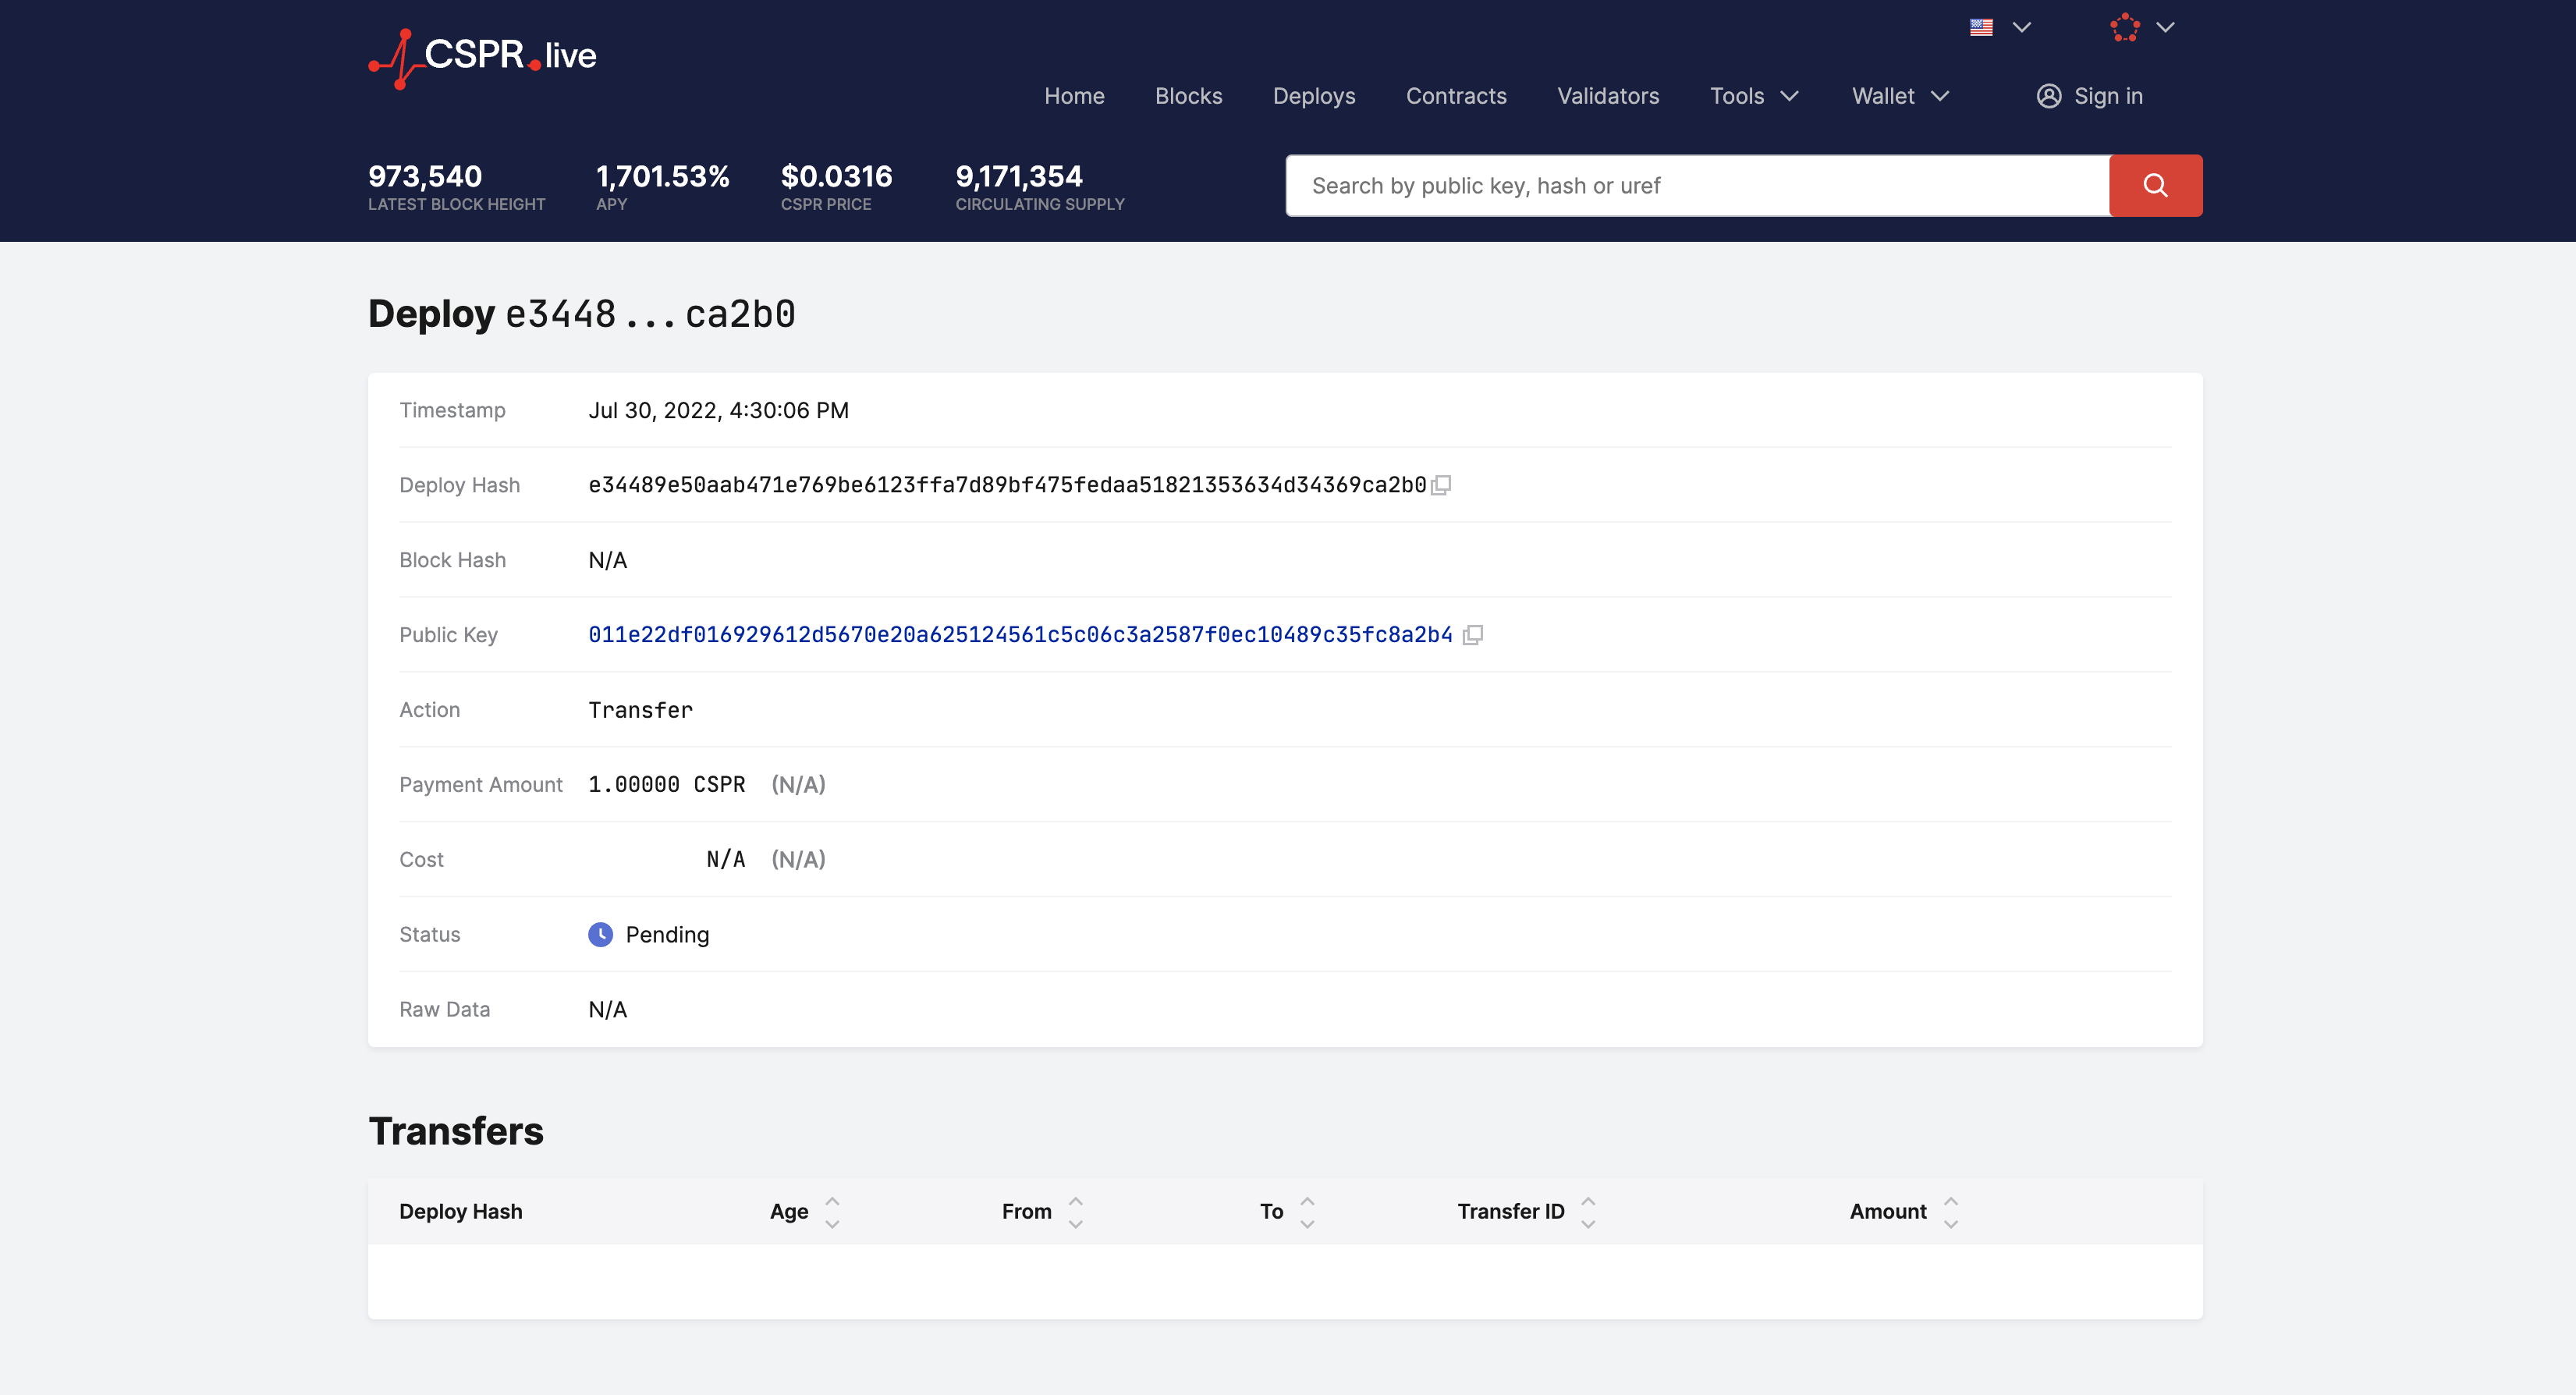 CSPR.live
Home Blocks Deploys Contracts Validators Tools Wallet Sign in
973,540 1,701.53% $0.0316 9,171,354
LATEST BLOCK HEIGHT APY CSPR PRICE CIRCULATING SUPPLY
Search by public key, hash or uref
Deploy e3448...ca2b0
Timestamp Jul 30, 2022, 4:30:06 PM
Deploy Hash e34489e50aab471e769be6123ffa7d89bf475fedaa51821353634d34369ca2b0
Block Hash N/A
Public Key 011e22df016929612d5670e20a625124561c5c06c3a2587f0ec10489c35fc8a2b4
Action Transfer
Payment Amount 1.00000 CSPR (N/A)
Cost N/A (N/A)
Status Pending
Raw Data N/A
Transfers
Deploy Hash Age From To Transfer ID Amount